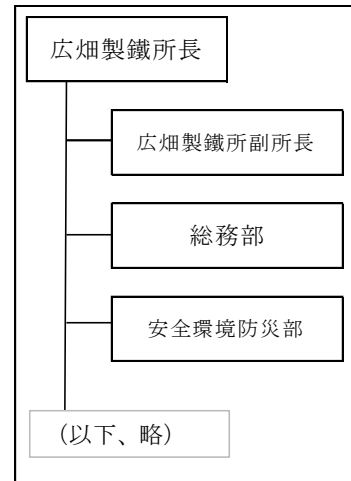 広畑製鐵所長
広畑製鐵所副所長
総務部
安全環境防災部
(以下、略)